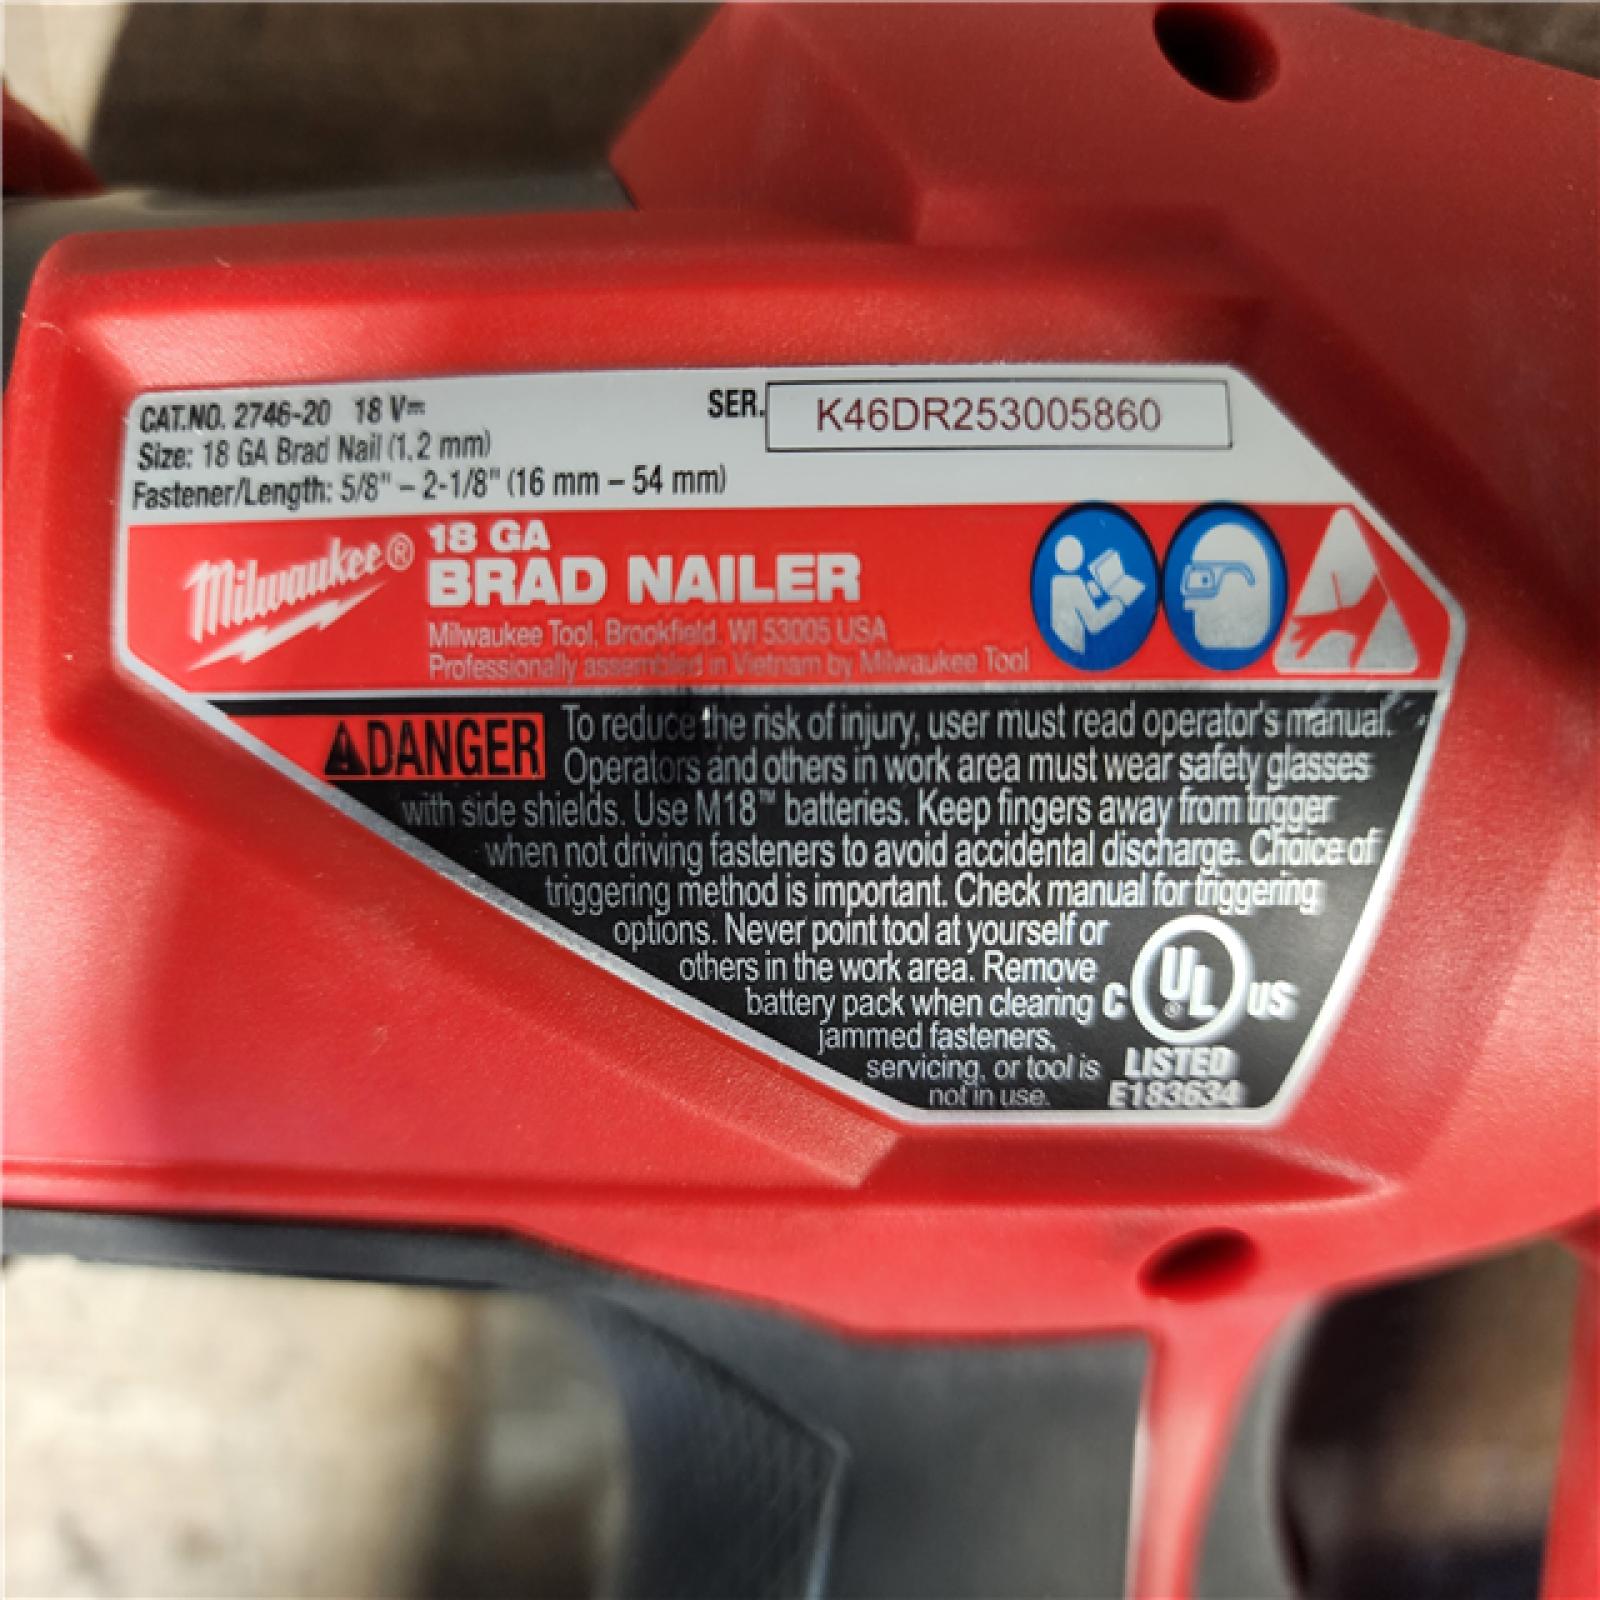 CAT.NO. 2746-20 18 V⎓
SER. K46DR253005860
Size: 18 GA Brad Nail (1.2 mm)
Fastener/Length: 5/8" – 2-1/8" (16 mm – 54 mm)
Milwaukee®
18 GA
BRAD NAILER
Milwaukee Tool, Brookfield, WI 53005 USA
Professionally assembled in Vietnam by Milwaukee Tool
DANGER To reduce the risk of injury, user must read operator's manual.
Operators and others in work area must wear safety glasses
with side shields. Use M18™ batteries. Keep fingers away from trigger
when not driving fasteners to avoid accidental discharge. Choice of
triggering method is important. Check manual for triggering
options. Never point tool at yourself or
others in the work area. Remove
battery pack when clearing
jammed fasteners,
servicing, or tool is
not in use.
C UL® US
LISTED
E183634